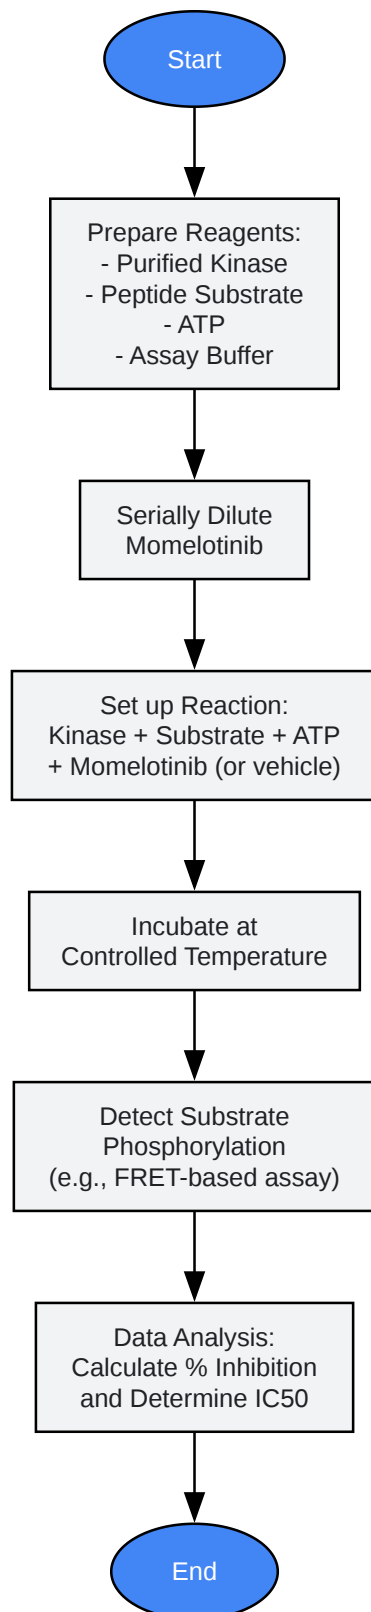 Start
Prepare Reagents:
- Purified Kinase
- Peptide Substrate
- ATP
- Assay Buffer
Serially Dilute
Momelotinib
Set up Reaction:
Kinase + Substrate + ATP
+ Momelotinib (or vehicle)
Incubate at
Controlled Temperature
Detect Substrate
Phosphorylation
(e.g., FRET-based assay)
Data Analysis:
Calculate % Inhibition
and Determine IC50
End